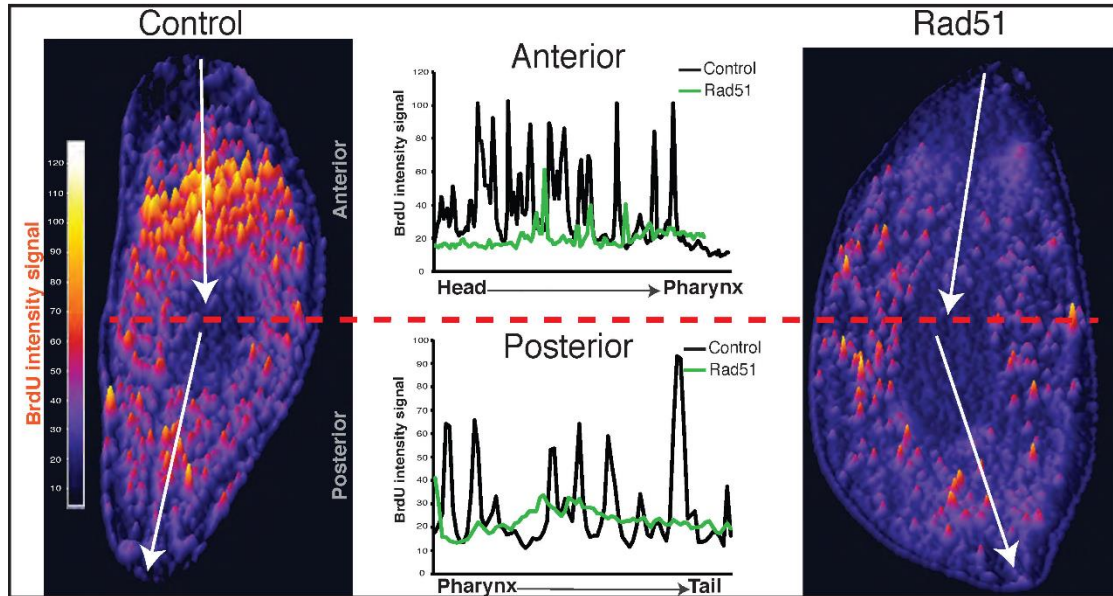 Control
BrdU intensity signal
120
110
100
90
80
70
60
50
40
30
20
10
Anterior
Posterior
Anterior
Control
Rad51
BrdU intensity signal
120
100
80
60
40
20
0
Head
Pharynx
Posterior
Control
Rad51
BrdU intensity signal
100
90
80
70
60
50
40
30
20
10
0
Pharynx
Tail
Rad51